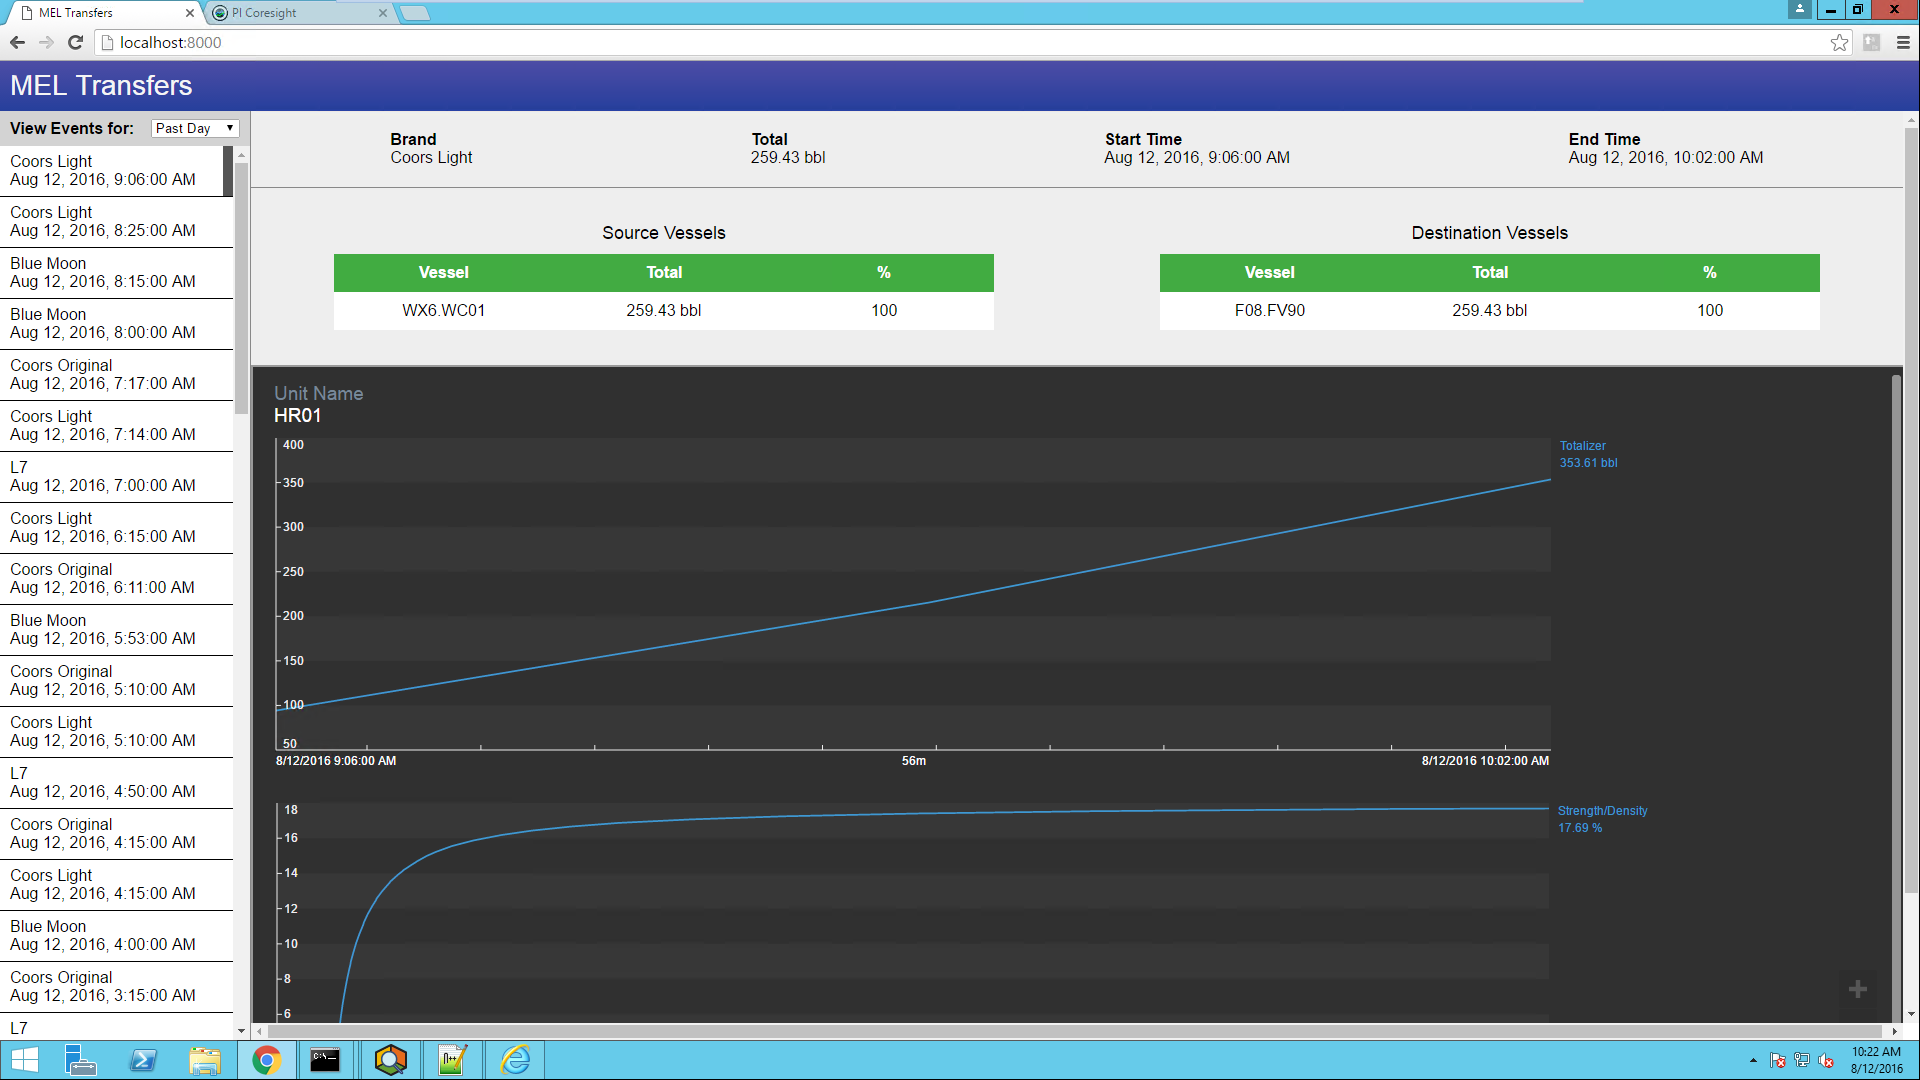 MEL Transfers
PI Coresight
localhost:8000
MEL Transfers
View Events for: Past Day
Coors Light
Aug 12, 2016, 9:06:00 AM
Coors Light
Aug 12, 2016, 8:25:00 AM
Blue Moon
Aug 12, 2016, 8:15:00 AM
Blue Moon
Aug 12, 2016, 8:00:00 AM
Coors Original
Aug 12, 2016, 7:17:00 AM
Coors Light
Aug 12, 2016, 7:14:00 AM
L7
Aug 12, 2016, 7:00:00 AM
Coors Light
Aug 12, 2016, 6:15:00 AM
Coors Original
Aug 12, 2016, 6:11:00 AM
Blue Moon
Aug 12, 2016, 5:53:00 AM
Coors Original
Aug 12, 2016, 5:10:00 AM
Coors Light
Aug 12, 2016, 5:10:00 AM
L7
Aug 12, 2016, 4:50:00 AM
Coors Original
Aug 12, 2016, 4:15:00 AM
Coors Light
Aug 12, 2016, 4:15:00 AM
Blue Moon
Aug 12, 2016, 4:00:00 AM
Coors Original
Aug 12, 2016, 3:15:00 AM
L7
Brand Total Start Time End Time
Coors Light 259.43 bbl Aug 12, 2016, 9:06:00 AM Aug 12, 2016, 10:02:00 AM
Source Vessels
Vessel Total %
WX6.WC01 259.43 bbl 100
Destination Vessels
Vessel Total %
F08.FV90 259.43 bbl 100
Unit Name
HR01
400
350
300
250
200
150
100
50
8/12/2016 9:06:00 AM 56m 8/12/2016 10:02:00 AM
Totalizer
353.61 bbl
18
16
14
12
10
8
6
Strength/Density
17.69 %
10:22 AM
8/12/2016